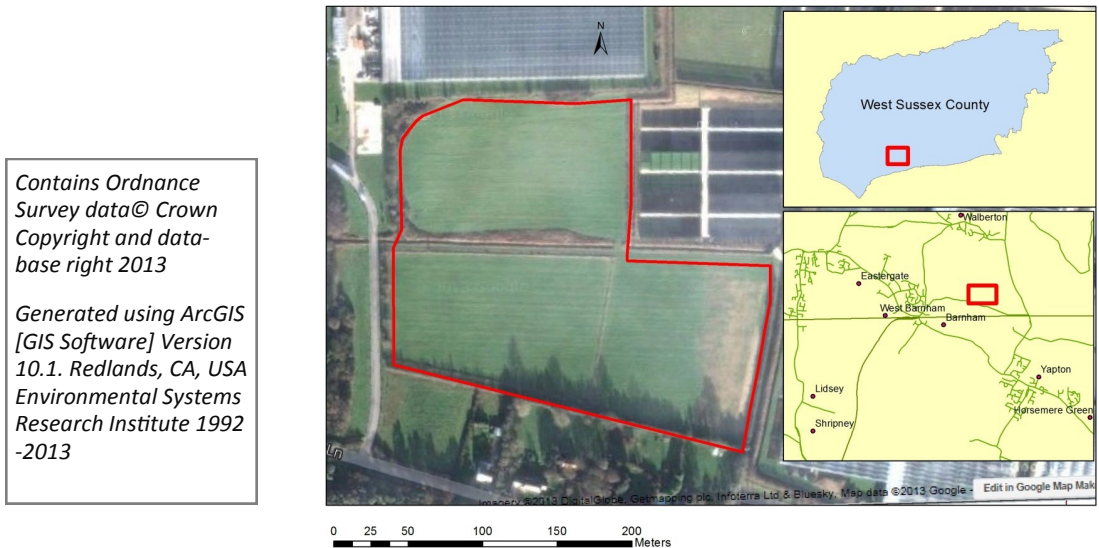 Contains Ordnance
Survey data© Crown
Copyright and data-
base right 2013
Generated using ArcGIS
[GIS Software] Version
10.1. Redlands, CA, USA
Environmental Systems
Research Institute 1992
-2013
N
West Sussex County
Walberton
Eastergate
West Barnham
Barnham
Yapton
Lidsey
Horsemere Green
Shripney
Ln
Imagery ©2013 DigitalGlobe, Getmapping plc, Infoterra Ltd & Bluesky, Map data ©2013 Google -
Edit in Google Map Mak
0 25 50 100 150 200
Meters